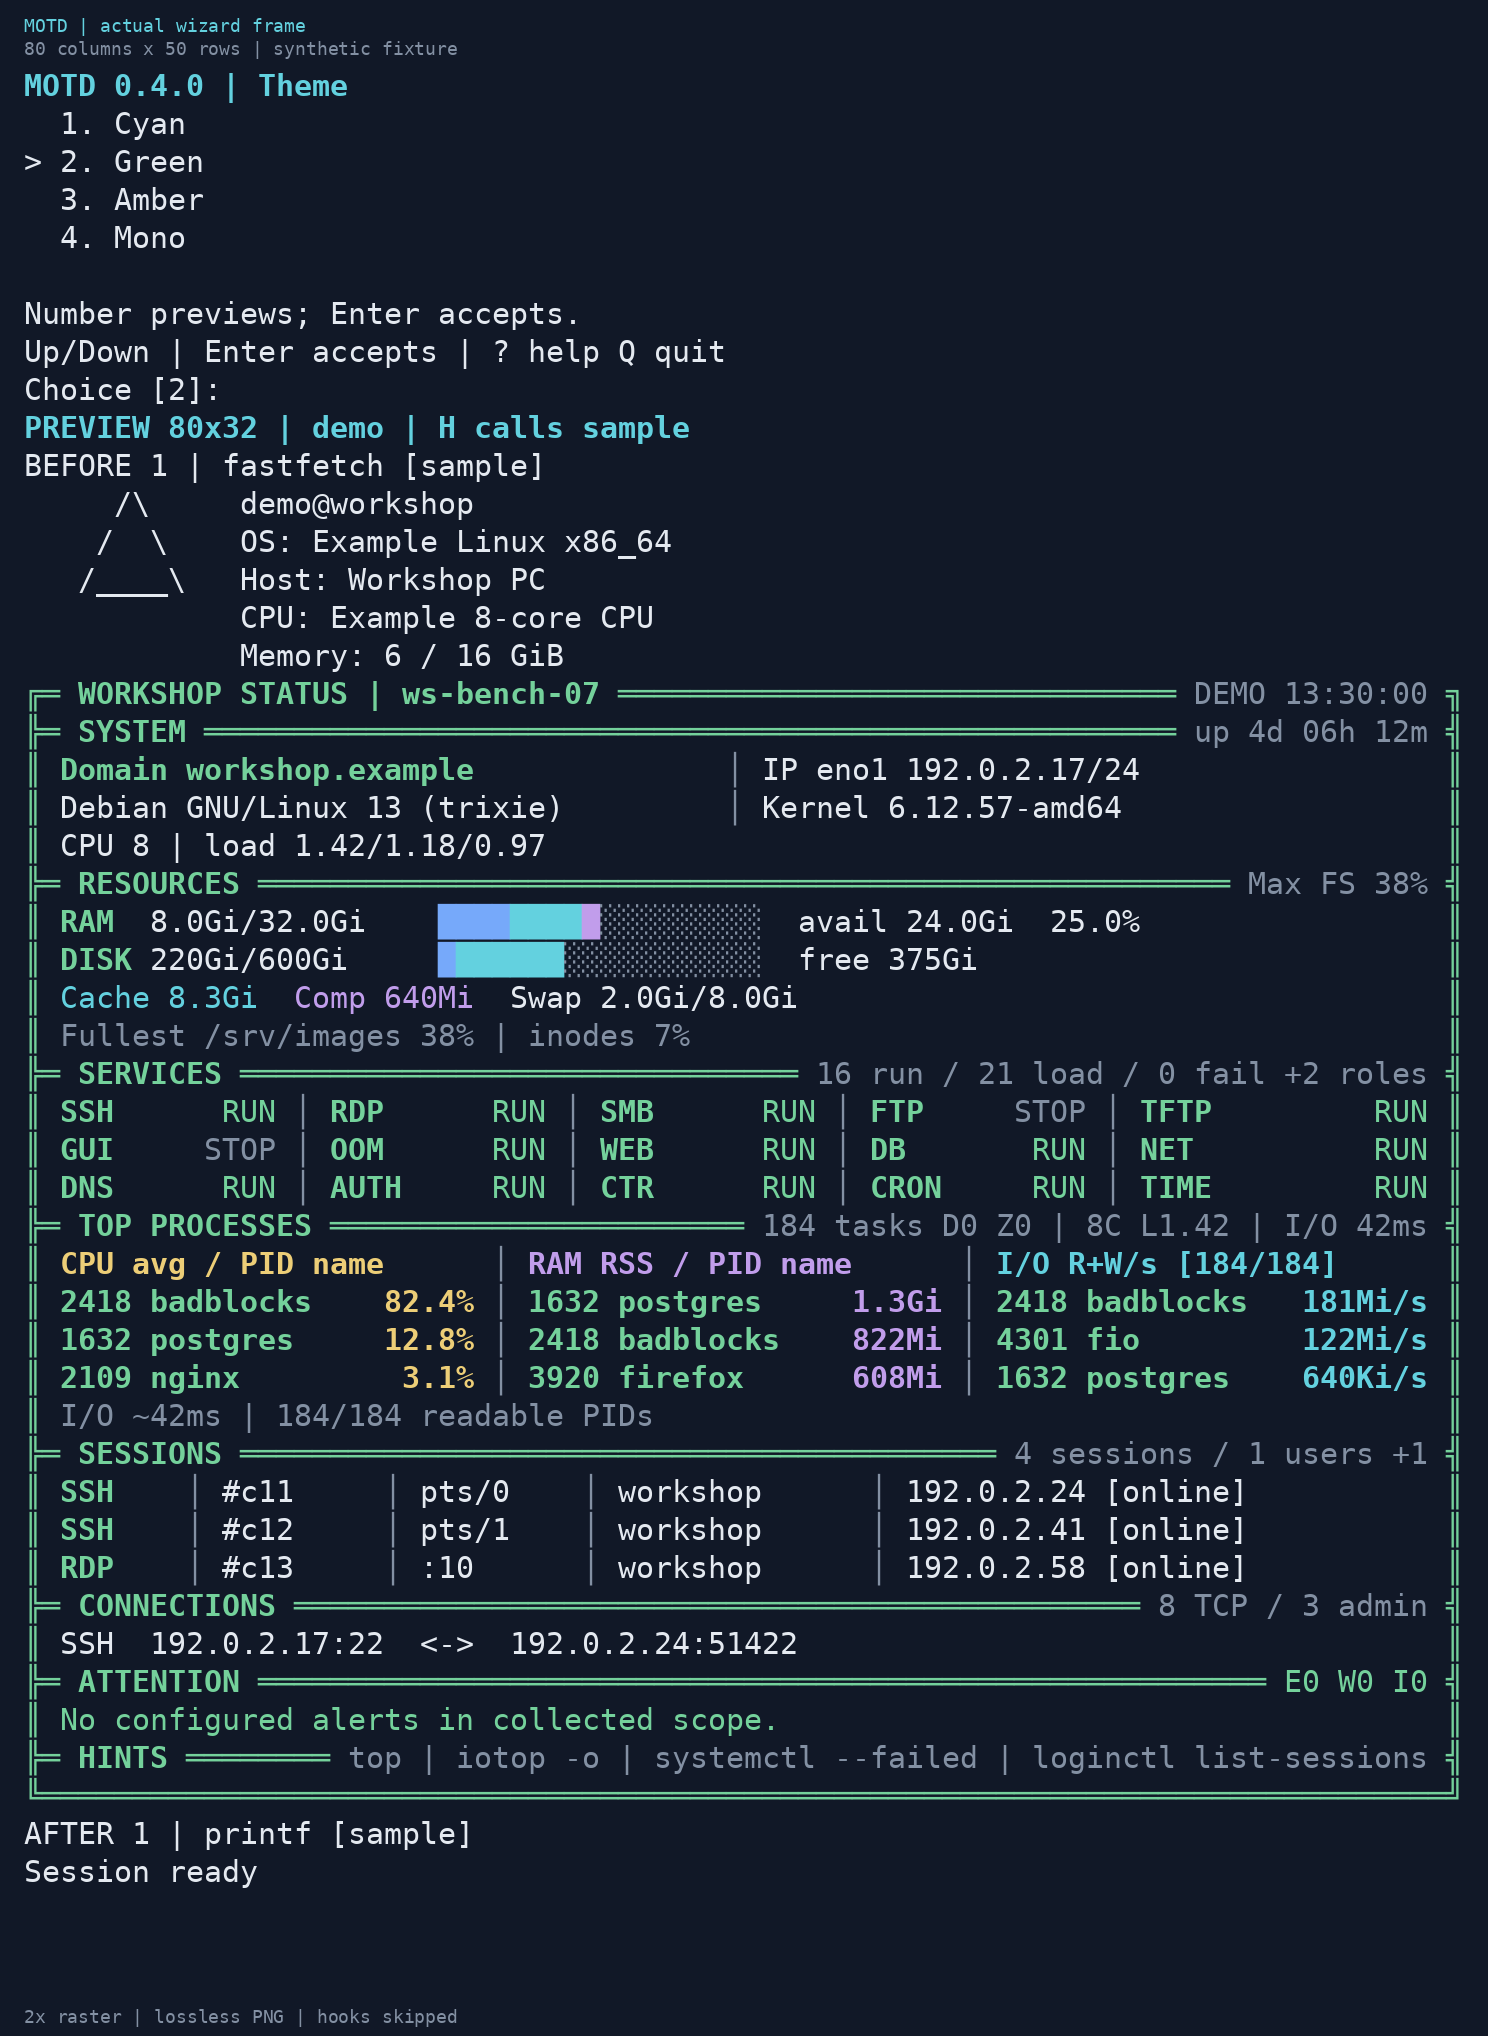 MOTD | actual wizard frame
80 columns x 50 rows | synthetic fixture
MOTD 0.4.0 | Theme
  1. Cyan
> 2. Green
  3. Amber
  4. Mono
Number previews; Enter accepts.
Up/Down | Enter accepts | ? help Q quit
Choice [2]:
PREVIEW 80x32 | demo | H calls sample
BEFORE 1 | fastfetch [sample]
     /\     demo@workshop
    /  \    OS: Example Linux x86_64
   /____\   Host: Workshop PC
            CPU: Example 8-core CPU
            Memory: 6 / 16 GiB
╔═ WORKSHOP STATUS | ws-bench-07 ═══════════════════════════════ DEMO 13:30:00 ╗
╠═ SYSTEM ══════════════════════════════════════════════════════ up 4d 06h 12m ╣
║ Domain workshop.example              │ IP eno1 192.0.2.17/24                 ║
║ Debian GNU/Linux 13 (trixie)         │ Kernel 6.12.57-amd64                  ║
║ CPU 8 | load 1.42/1.18/0.97                                                  ║
╠═ RESOURCES ══════════════════════════════════════════════════════ Max FS 38% ╣
║ RAM  8.0Gi/32.0Gi    █████████░░░░░░░░░  avail 24.0Gi  25.0%                 ║
║ DISK 220Gi/600Gi     ███████░░░░░░░░░░░  free 375Gi                          ║
║ Cache 8.3Gi  Comp 640Mi  Swap 2.0Gi/8.0Gi                                    ║
║ Fullest /srv/images 38% | inodes 7%                                          ║
╠═ SERVICES ═══════════════════════════════ 16 run / 21 load / 0 fail +2 roles ╣
║ SSH      RUN │ RDP      RUN │ SMB      RUN │ FTP     STOP │ TFTP         RUN ║
║ GUI     STOP │ OOM      RUN │ WEB      RUN │ DB       RUN │ NET          RUN ║
║ DNS      RUN │ AUTH     RUN │ CTR      RUN │ CRON     RUN │ TIME         RUN ║
╠═ TOP PROCESSES ═══════════════════════ 184 tasks D0 Z0 | 8C L1.42 | I/O 42ms ╣
║ CPU avg / PID name      │ RAM RSS / PID name      │ I/O R+W/s [184/184]      ║
║ 2418 badblocks    82.4% │ 1632 postgres     1.3Gi │ 2418 badblocks   181Mi/s ║
║ 1632 postgres     12.8% │ 2418 badblocks    822Mi │ 4301 fio         122Mi/s ║
║ 2109 nginx         3.1% │ 3920 firefox      608Mi │ 1632 postgres    640Ki/s ║
║ I/O ~42ms | 184/184 readable PIDs                                            ║
╠═ SESSIONS ══════════════════════════════════════════ 4 sessions / 1 users +1 ╣
║ SSH    │ #c11     │ pts/0    │ workshop      │ 192.0.2.24 [online]           ║
║ SSH    │ #c12     │ pts/1    │ workshop      │ 192.0.2.41 [online]           ║
║ RDP    │ #c13     │ :10      │ workshop      │ 192.0.2.58 [online]           ║
╠═ CONNECTIONS ═══════════════════════════════════════════════ 8 TCP / 3 admin ╣
║ SSH  192.0.2.17:22  <->  192.0.2.24:51422                                    ║
╠═ ATTENTION ════════════════════════════════════════════════════════ E0 W0 I0 ╣
║ No configured alerts in collected scope.                                     ║
╠═ HINTS ════════ top | iotop -o | systemctl --failed | loginctl list-sessions ╣
╚══════════════════════════════════════════════════════════════════════════════╝
AFTER 1 | printf [sample]
Session ready
2x raster | lossless PNG | hooks skipped